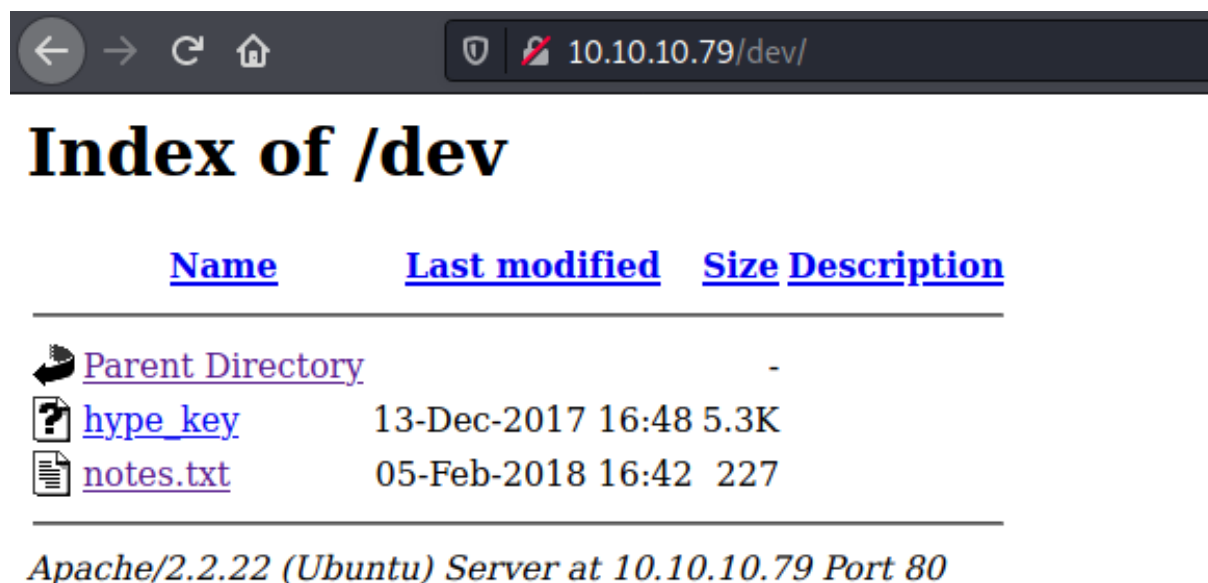 10.10.10.79/dev/
Index of /dev
Name Last modified Size Description
Parent Directory -
hype_key 13-Dec-2017 16:48 5.3K
notes.txt 05-Feb-2018 16:42 227
Apache/2.2.22 (Ubuntu) Server at 10.10.10.79 Port 80